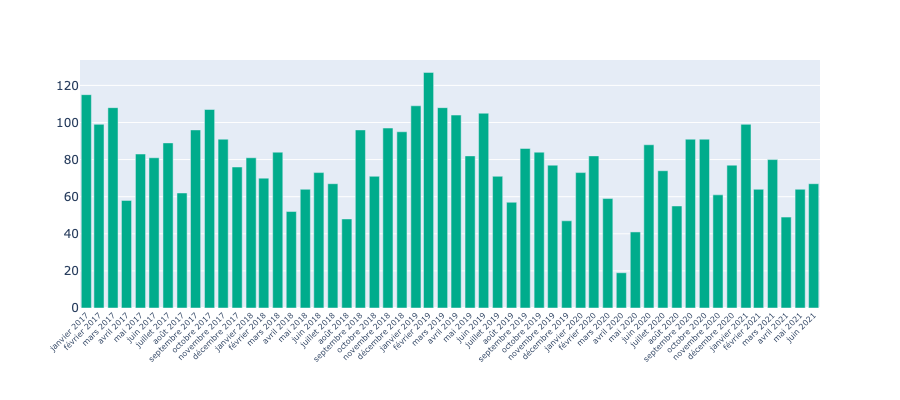 120
100
80
60
40
20
0
janvier 2017
février 2017
mars 2017
avril 2017
mai 2017
juin 2017
juillet 2017
août 2017
septembre 2017
octobre 2017
novembre 2017
décembre 2017
janvier 2018
février 2018
mars 2018
avril 2018
mai 2018
juin 2018
juillet 2018
août 2018
septembre 2018
octobre 2018
novembre 2018
décembre 2018
janvier 2019
février 2019
mars 2019
avril 2019
mai 2019
juin 2019
juillet 2019
août 2019
septembre 2019
octobre 2019
novembre 2019
décembre 2019
janvier 2020
février 2020
mars 2020
avril 2020
mai 2020
juin 2020
juillet 2020
août 2020
septembre 2020
octobre 2020
novembre 2020
décembre 2020
janvier 2021
février 2021
mars 2021
avril 2021
mai 2021
juin 2021